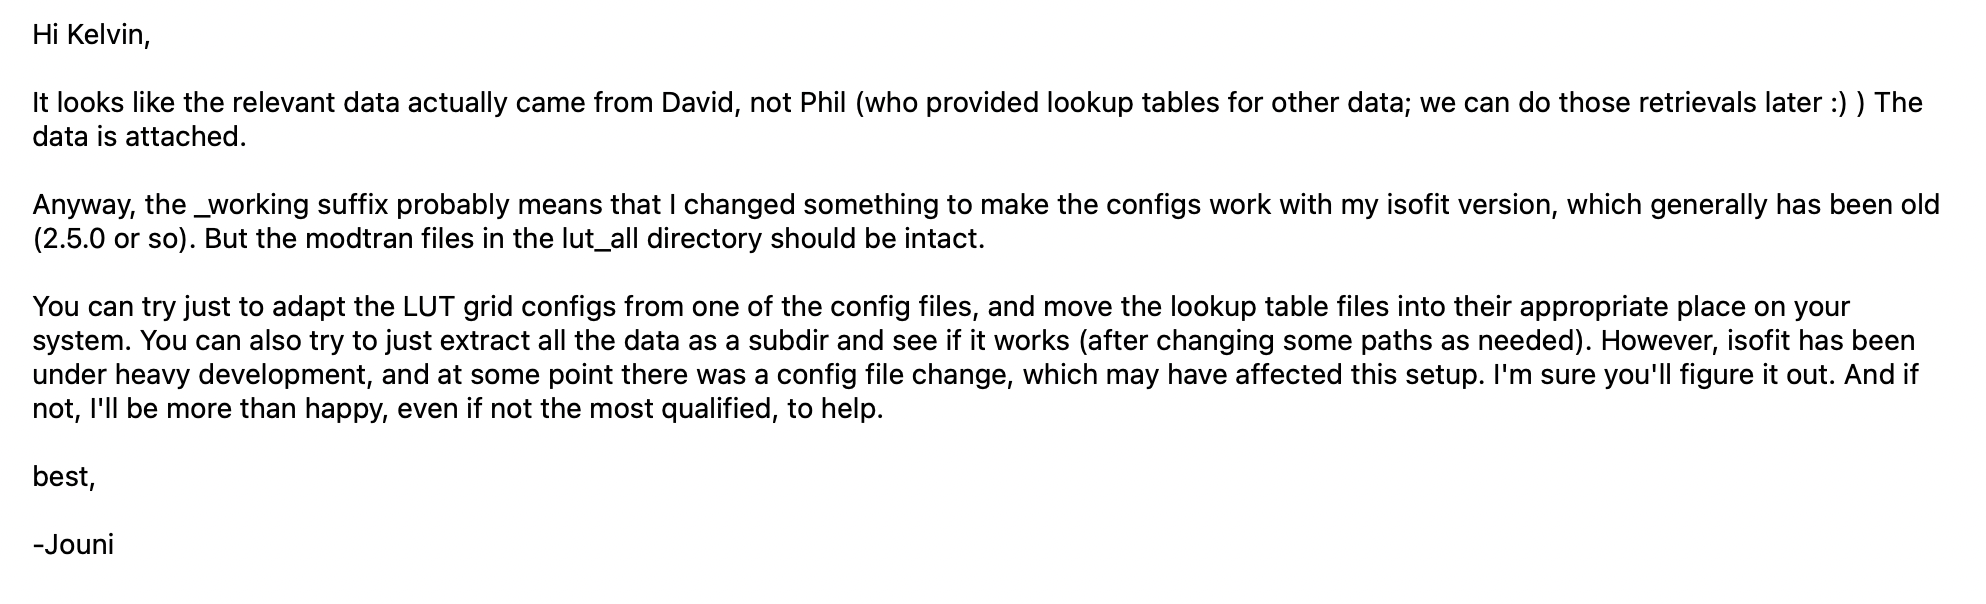 Hi Kelvin,
It looks like the relevant data actually came from David, not Phil (who provided lookup tables for other data; we can do those retrievals later :) ) The
data is attached.
Anyway, the _working suffix probably means that I changed something to make the configs work with my isofit version, which generally has been old
(2.5.0 or so). But the modtran files in the lut_all directory should be intact.
You can try just to adapt the LUT grid configs from one of the config files, and move the lookup table files into their appropriate place on your
system. You can also try to just extract all the data as a subdir and see if it works (after changing some paths as needed). However, isofit has been
under heavy development, and at some point there was a config file change, which may have affected this setup. I'm sure you'll figure it out. And if
not, I'll be more than happy, even if not the most qualified, to help.
best,
-Jouni